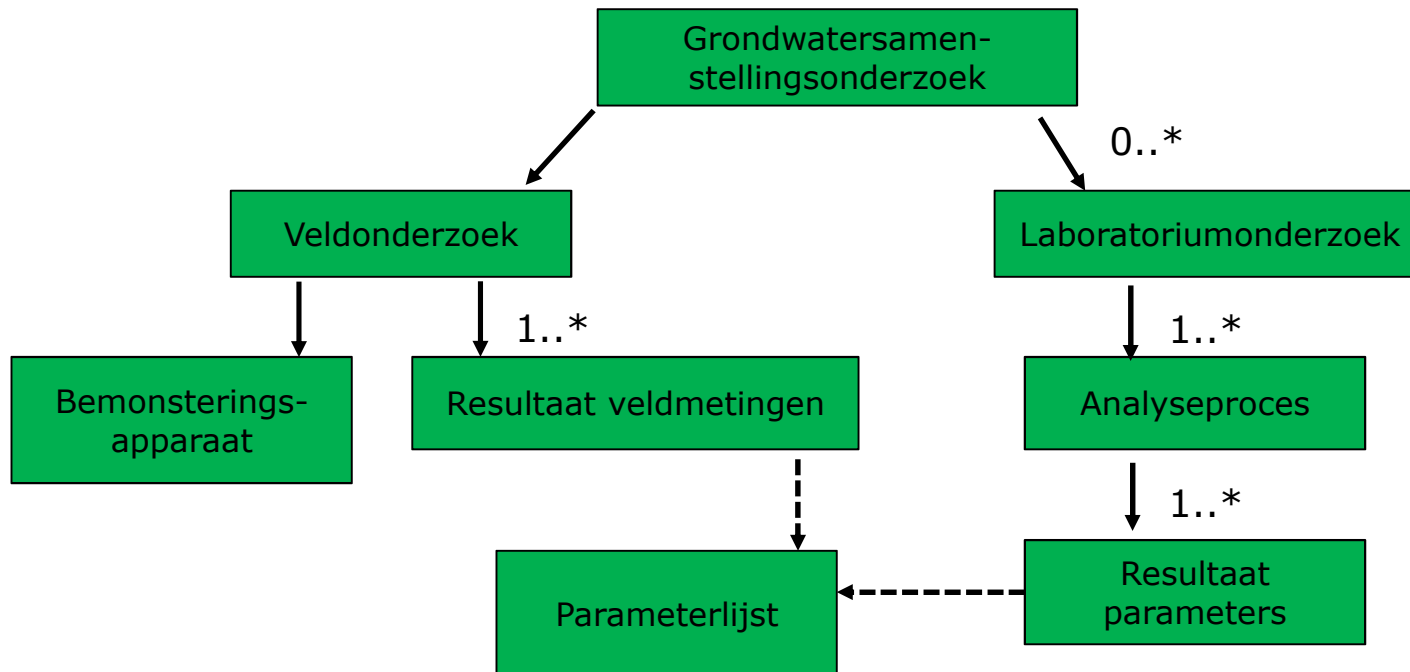 Grondwatersamen-
stellingsonderzoek
0..*
Veldonderzoek
Laboratoriumonderzoek
1..*
1..*
Bemonsterings-
apparaat
Resultaat veldmetingen
Analyseproces
1..*
Parameterlijst
Resultaat
parameters